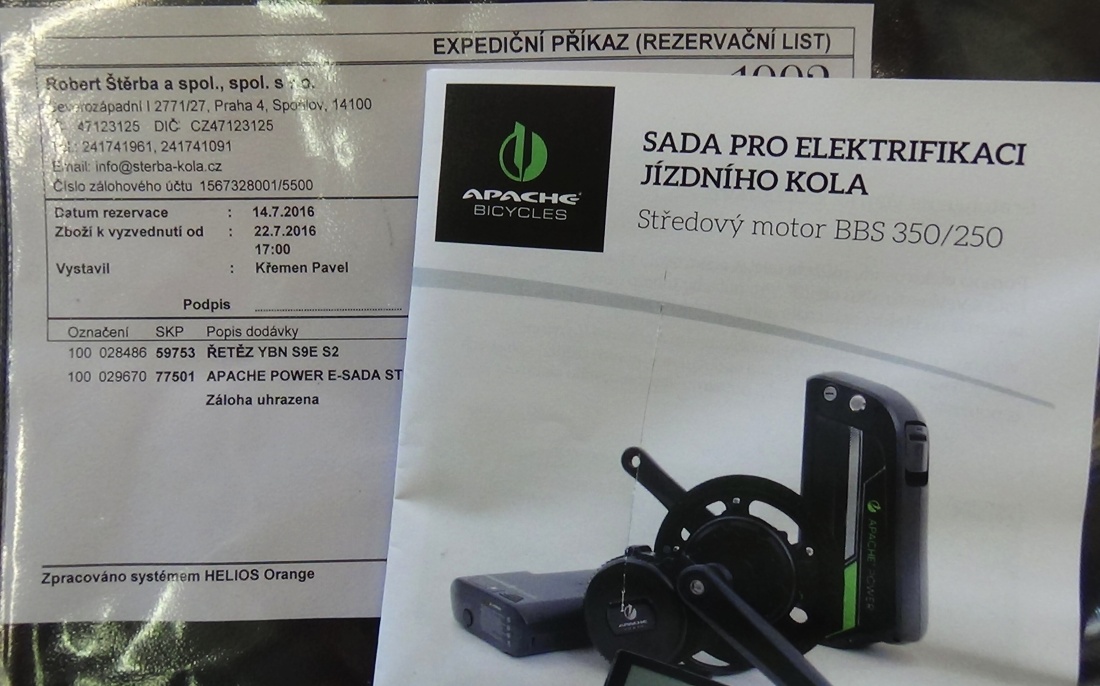 EXPEDIČNÍ PŘÍKAZ (REZERVAČNÍ LIST)
Robert Štěrba a spol., spol. s r.o.
Severozápadní I 2771/27, Praha 4, Spořilov, 14100
47123125 DIČ: CZ47123125
Tel.: 241741961, 241741091
Email: info@sterba-kola.cz
Číslo zálohového účtu 1567328001/5500
Datum rezervace : 14.7.2016
Zboží k vyzvednutí od : 22.7.2016
17:00
Vystavil : Křemen Pavel
Podpis
Označení SKP Popis dodávky
100 028486 59753 ŘETĚZ YBN S9E S2
100 029670 77501 APACHE POWER E-SADA ST
Záloha uhrazena
Zpracováno systémem HELIOS Orange
APACHE
BICYCLES
SADA PRO ELEKTRIFIKACI
JÍZDNÍHO KOLA
Středový motor BBS 350/250
APACHE POWER
APACHE